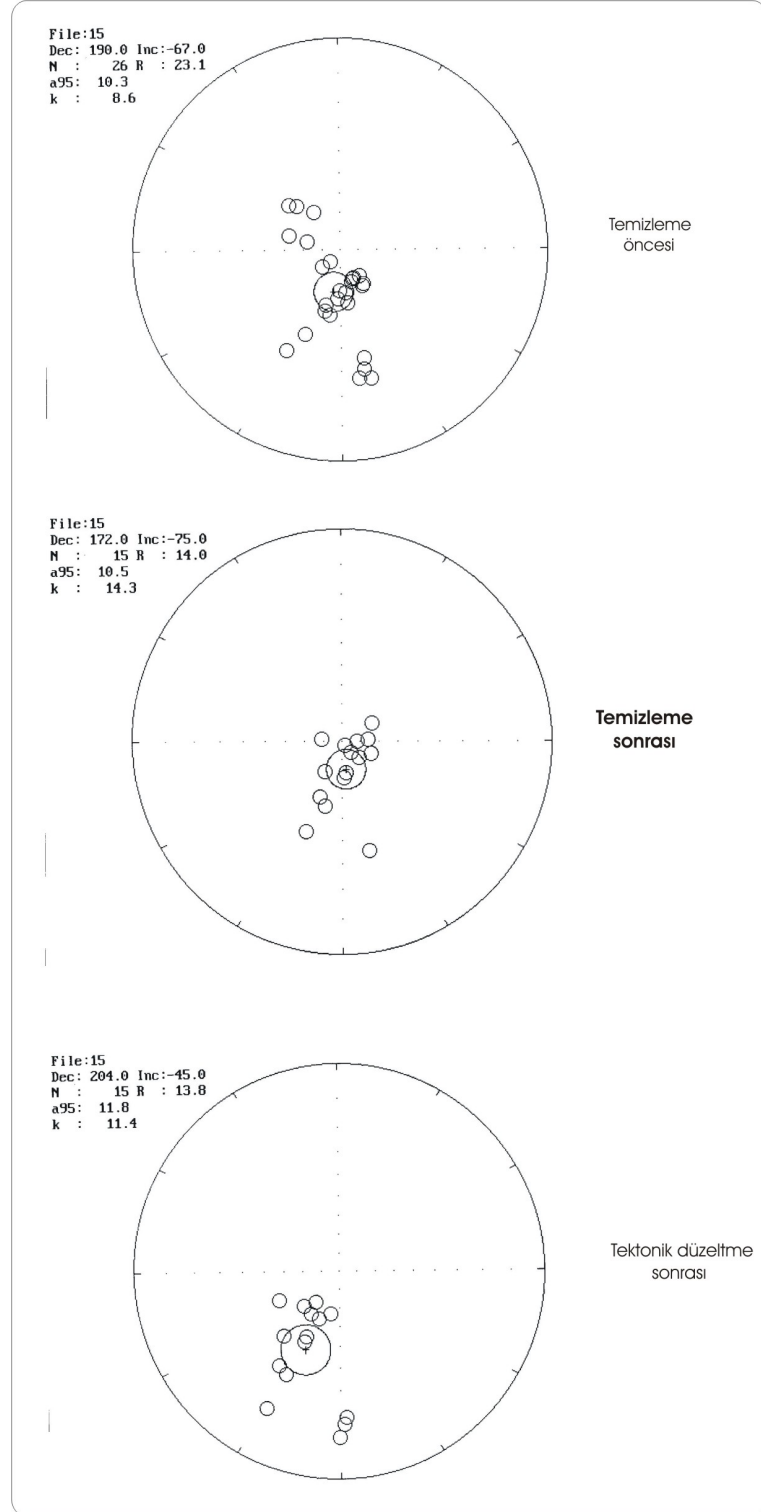 File:15
Dec: 190.0 Inc:-67.0
N : 26 R : 23.1
a95: 10.3
k : 8.6
Temizleme
öncesi
File:15
Dec: 172.0 Inc:-75.0
N : 15 R : 14.0
a95: 10.5
k : 14.3
Temizleme
sonrası
File:15
Dec: 204.0 Inc:-45.0
N : 15 R : 13.8
a95: 11.8
k : 11.4
Tektonik düzeltme
sonrası